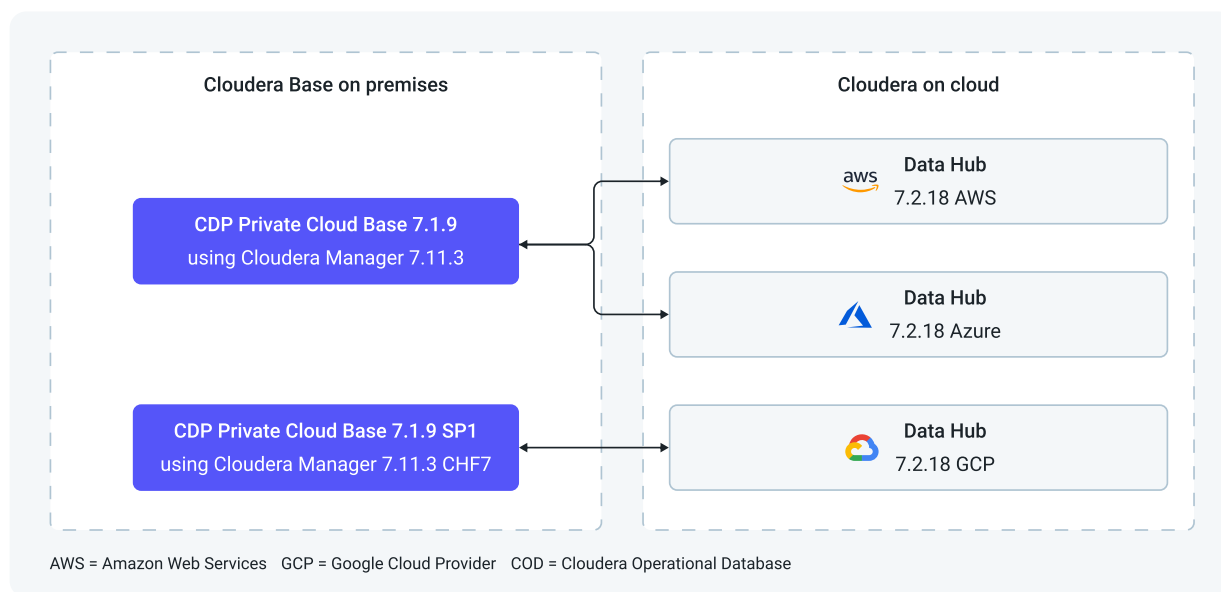 Cloudera Base on premises
CDP Private Cloud Base 7.1.9
using Cloudera Manager 7.11.3
CDP Private Cloud Base 7.1.9 SP1
using Cloudera Manager 7.11.3 CHF7
Cloudera on cloud
aws
Data Hub
7.2.18 AWS
Data Hub
7.2.18 Azure
Data Hub
7.2.18 GCP
AWS = Amazon Web Services GCP = Google Cloud Provider COD = Cloudera Operational Database